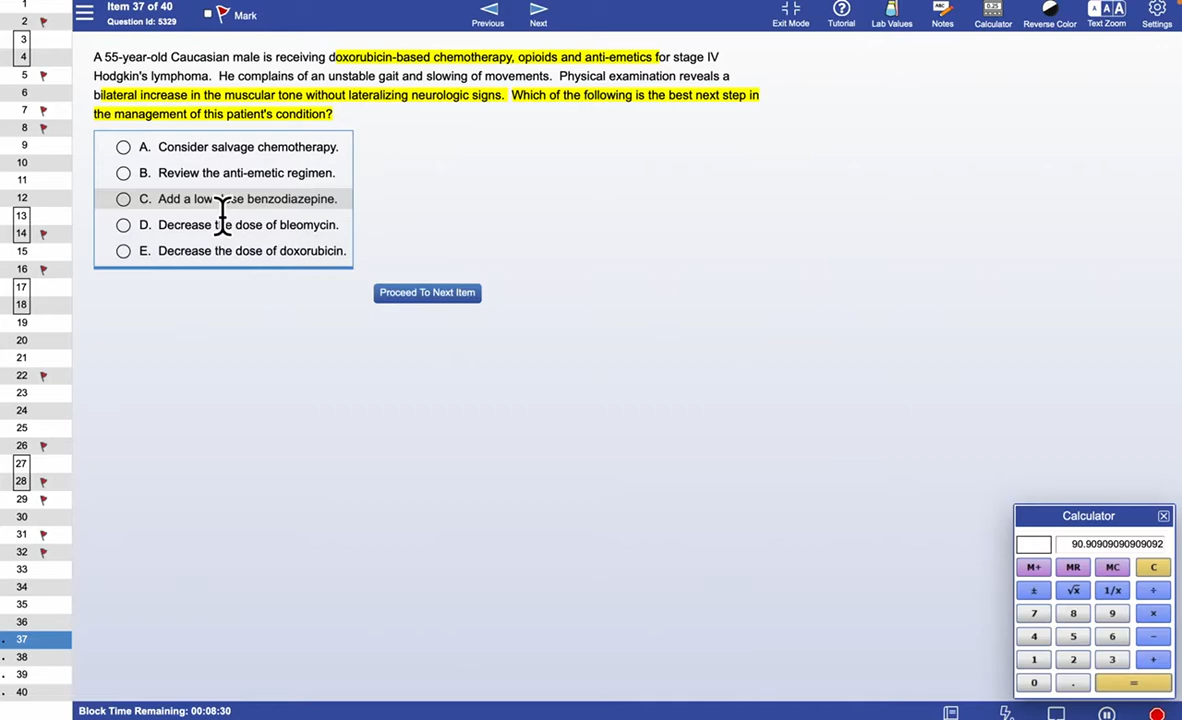 Item 37 of 40
Question Id: 5329
Mark
Previous
Next
Exit Mode
Tutorial
Lab Values
Notes
Calculator
Reverse Color
Text Zoom
Settings
1
2
3
4
5
6
7
8
9
10
11
12
13
14
15
16
17
18
19
20
21
22
23
24
25
26
27
28
29
30
31
32
33
34
35
36
37
38
39
40
A 55-year-old Caucasian male is receiving doxorubicin-based chemotherapy, opioids and anti-emetics for stage IV
Hodgkin's lymphoma. He complains of an unstable gait and slowing of movements. Physical examination reveals a
bilateral increase in the muscular tone without lateralizing neurologic signs. Which of the following is the best next step in
the management of this patient's condition?
A. Consider salvage chemotherapy.
B. Review the anti-emetic regimen.
C. Add a low dose benzodiazepine.
D. Decrease the dose of bleomycin.
E. Decrease the dose of doxorubicin.
Proceed To Next Item
Calculator
90.90909090909092
M+ MR MC C
± √x 1/x ÷
7 8 9 ×
4 5 6 −
1 2 3 +
0 . =
Block Time Remaining: 00:08:30